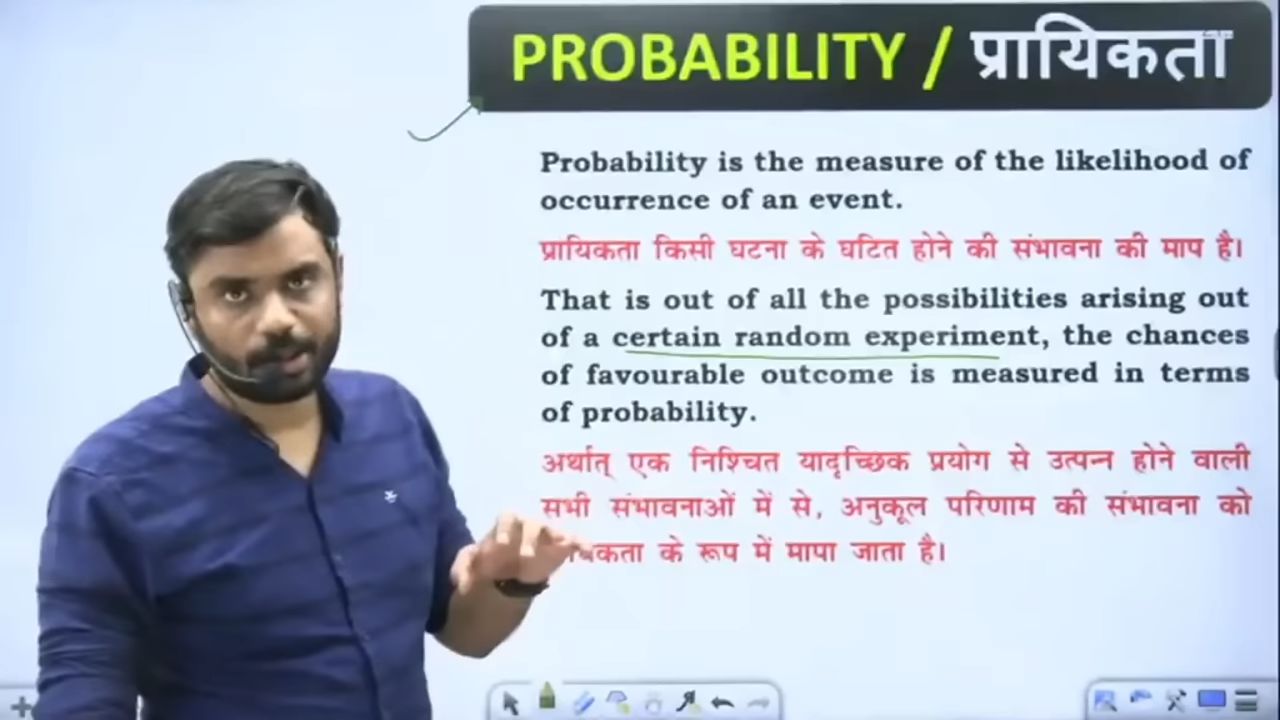 PROBABILITY / प्रायिकता
Probability is the measure of the likelihood of
occurrence of an event.
प्रायिकता किसी घटना के घटित होने की संभावना की माप है।
That is out of all the possibilities arising out
of a certain random experiment, the chances
of favourable outcome is measured in terms
of probability.
अर्थात् एक निश्चित यादृच्छिक प्रयोग से उत्पन्न होने वाली
सभी संभावनाओं में से, अनुकूल परिणाम की संभावना को
के रूप में मापा जाता है।